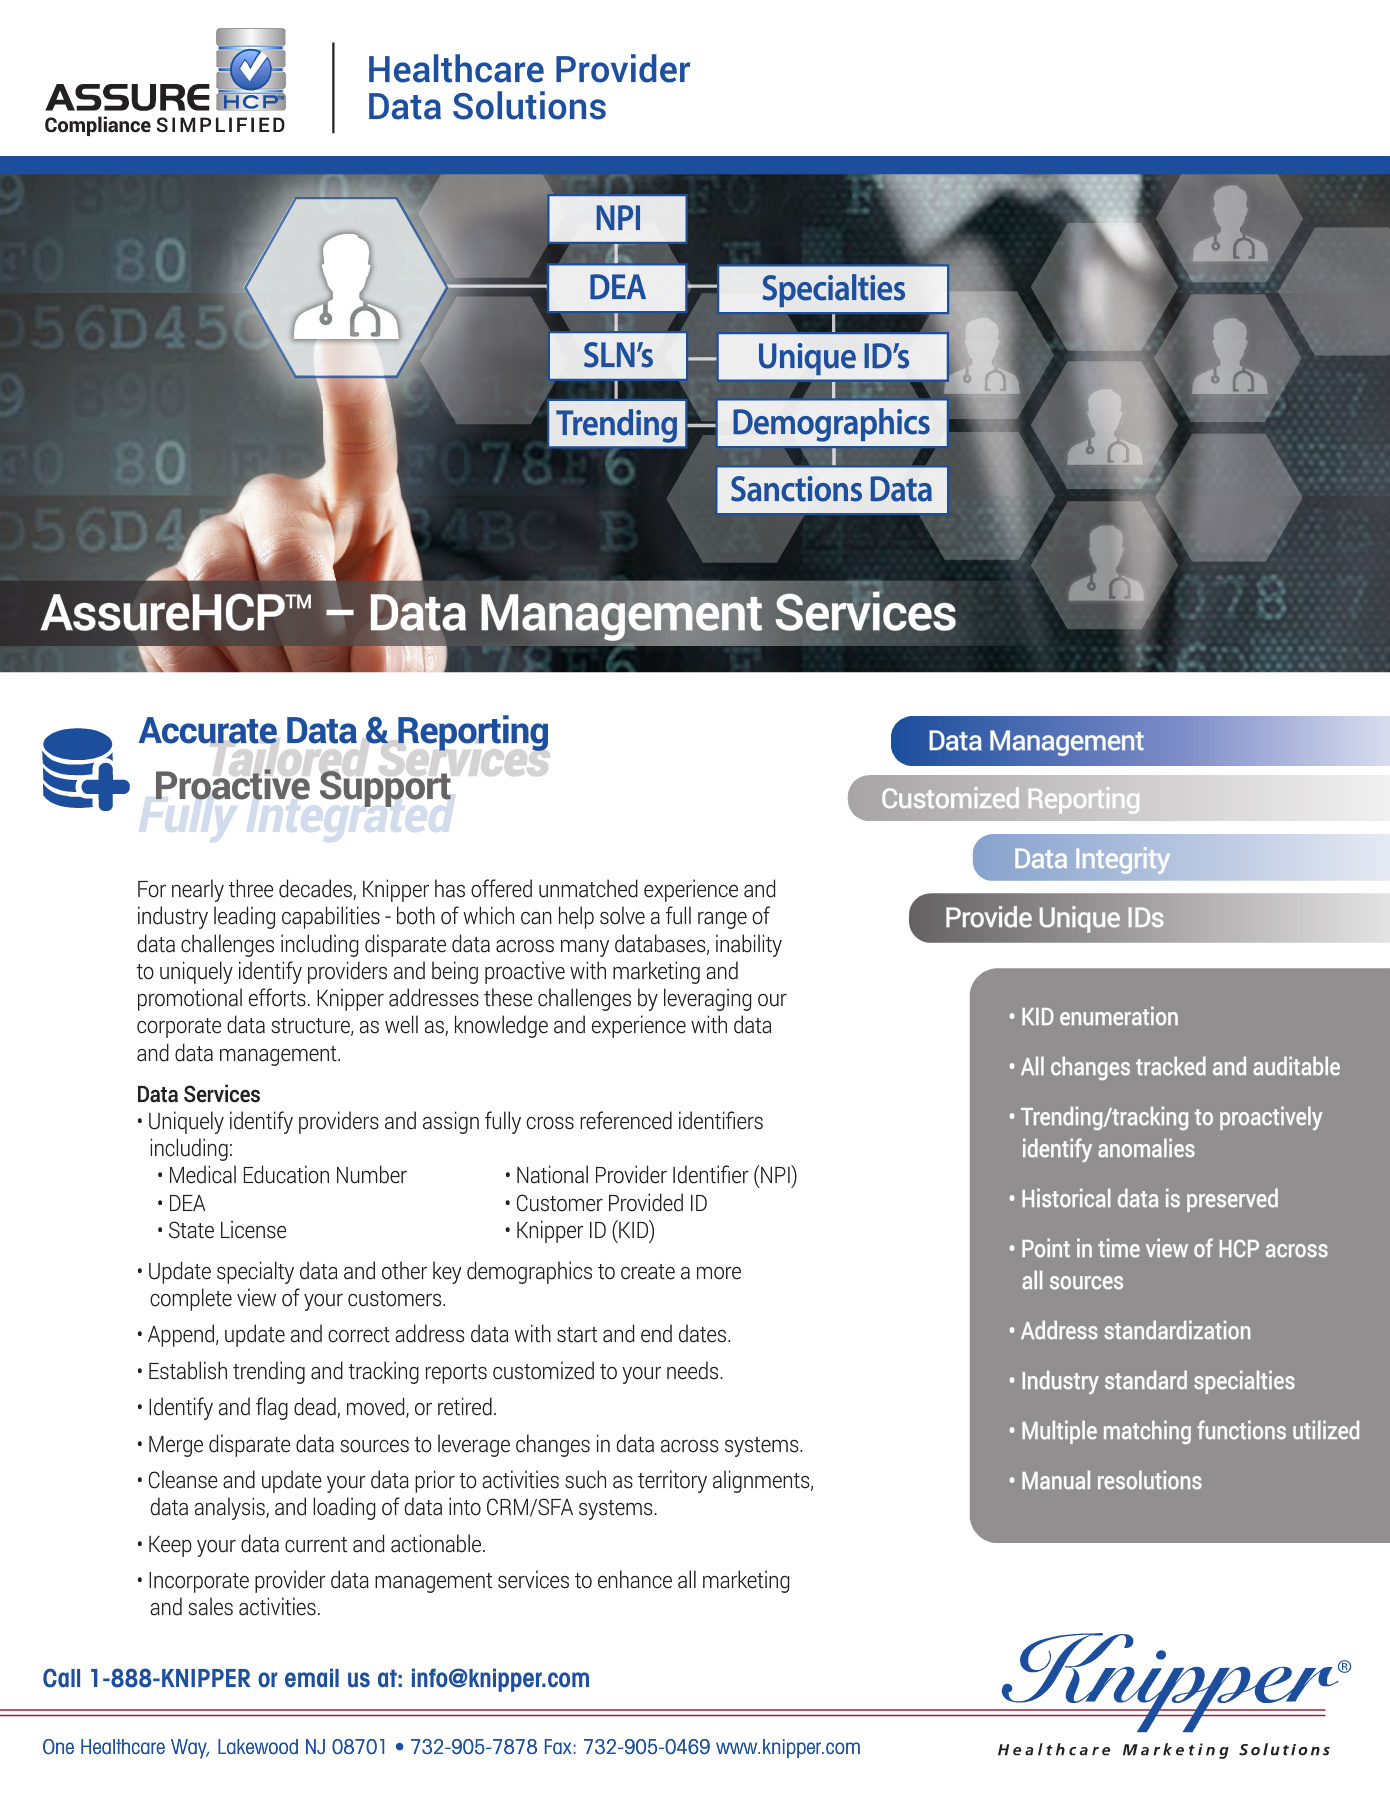 ASSURE HCP™
Compliance SIMPLIFIED
Healthcare Provider
Data Solutions
NPI
DEA
SLN's
Trending
Specialties
Unique ID's
Demographics
Sanctions Data
AssureHCP™ – Data Management Services
Accurate Data & Reporting
Tailored Services
Proactive Support
Fully Integrated
For nearly three decades, Knipper has offered unmatched experience and
industry leading capabilities - both of which can help solve a full range of
data challenges including disparate data across many databases, inability
to uniquely identify providers and being proactive with marketing and
promotional efforts. Knipper addresses these challenges by leveraging our
corporate data structure, as well as, knowledge and experience with data
and data management.
Data Services
• Uniquely identify providers and assign fully cross referenced identifiers
including:
• Medical Education Number
• DEA
• State License
• National Provider Identifier (NPI)
• Customer Provided ID
• Knipper ID (KID)
• Update specialty data and other key demographics to create a more
complete view of your customers.
• Append, update and correct address data with start and end dates.
• Establish trending and tracking reports customized to your needs.
• Identify and flag dead, moved, or retired.
• Merge disparate data sources to leverage changes in data across systems.
• Cleanse and update your data prior to activities such as territory alignments,
data analysis, and loading of data into CRM/SFA systems.
• Keep your data current and actionable.
• Incorporate provider data management services to enhance all marketing
and sales activities.
Data Management
Customized Reporting
Data Integrity
Provide Unique IDs
• KID enumeration
• All changes tracked and auditable
• Trending/tracking to proactively
identify anomalies
• Historical data is preserved
• Point in time view of HCP across
all sources
• Address standardization
• Industry standard specialties
• Multiple matching functions utilized
• Manual resolutions
Call 1-888-KNIPPER or email us at: info@knipper.com
One Healthcare Way, Lakewood NJ 08701 • 732-905-7878 Fax: 732-905-0469 www.knipper.com
Knipper®
Healthcare Marketing Solutions